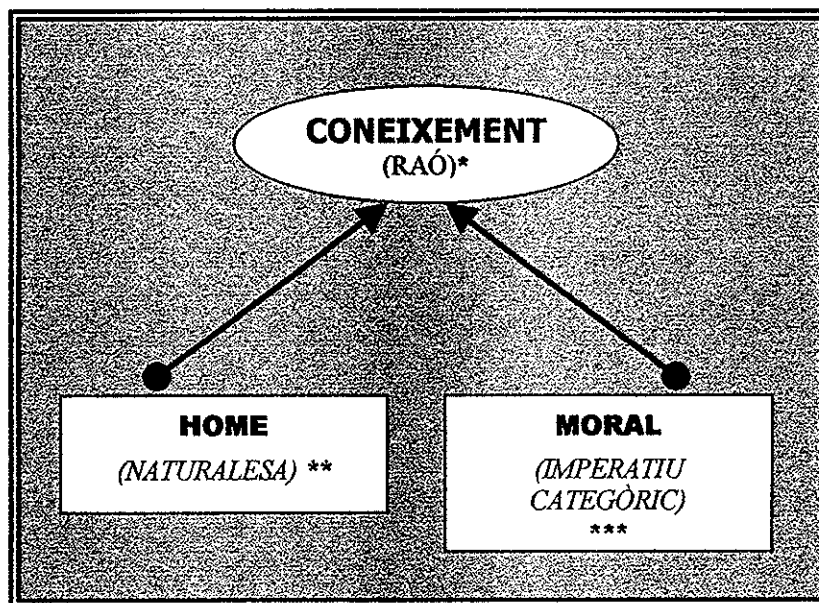 CONEIXEMENT
(RAÓ)*
HOME
(NATURALESA) **
MORAL
(IMPERATIU
CATEGÒRIC)
***